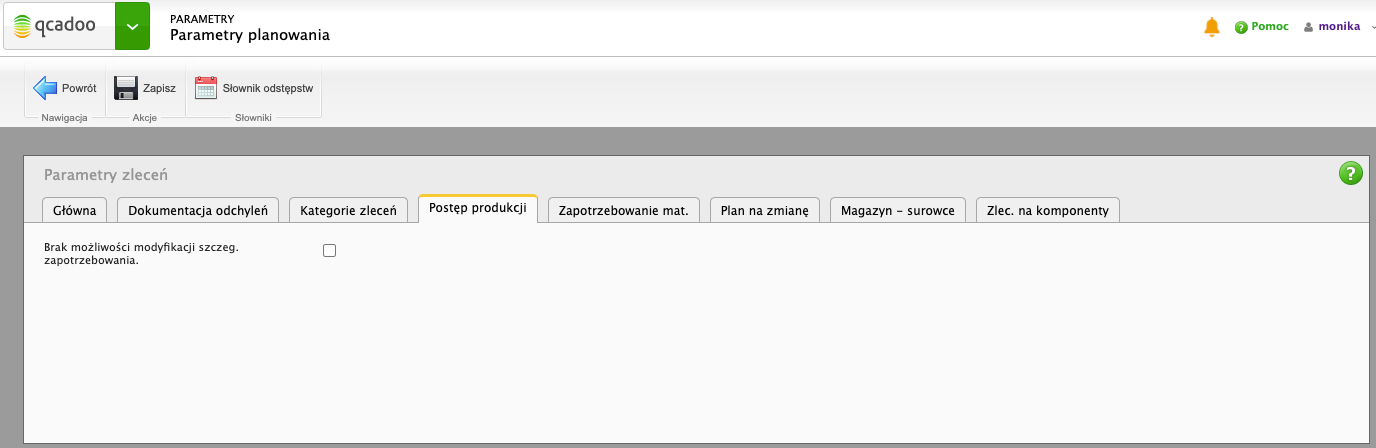 qcadoo
PARAMETRY
Parametry planowania
Pomoc
monika
Powrót
Zapisz
Słownik odstępstw
Nawigacja
Akcje
Słowniki
Parametry zleceń
?
Główna
Dokumentacja odchyleń
Kategorie zleceń
Postęp produkcji
Zapotrzebowanie mat.
Plan na zmianę
Magazyn - surowce
Zlec. na komponenty
Brak możliwości modyfikacji szczeg.
zapotrzebowania.